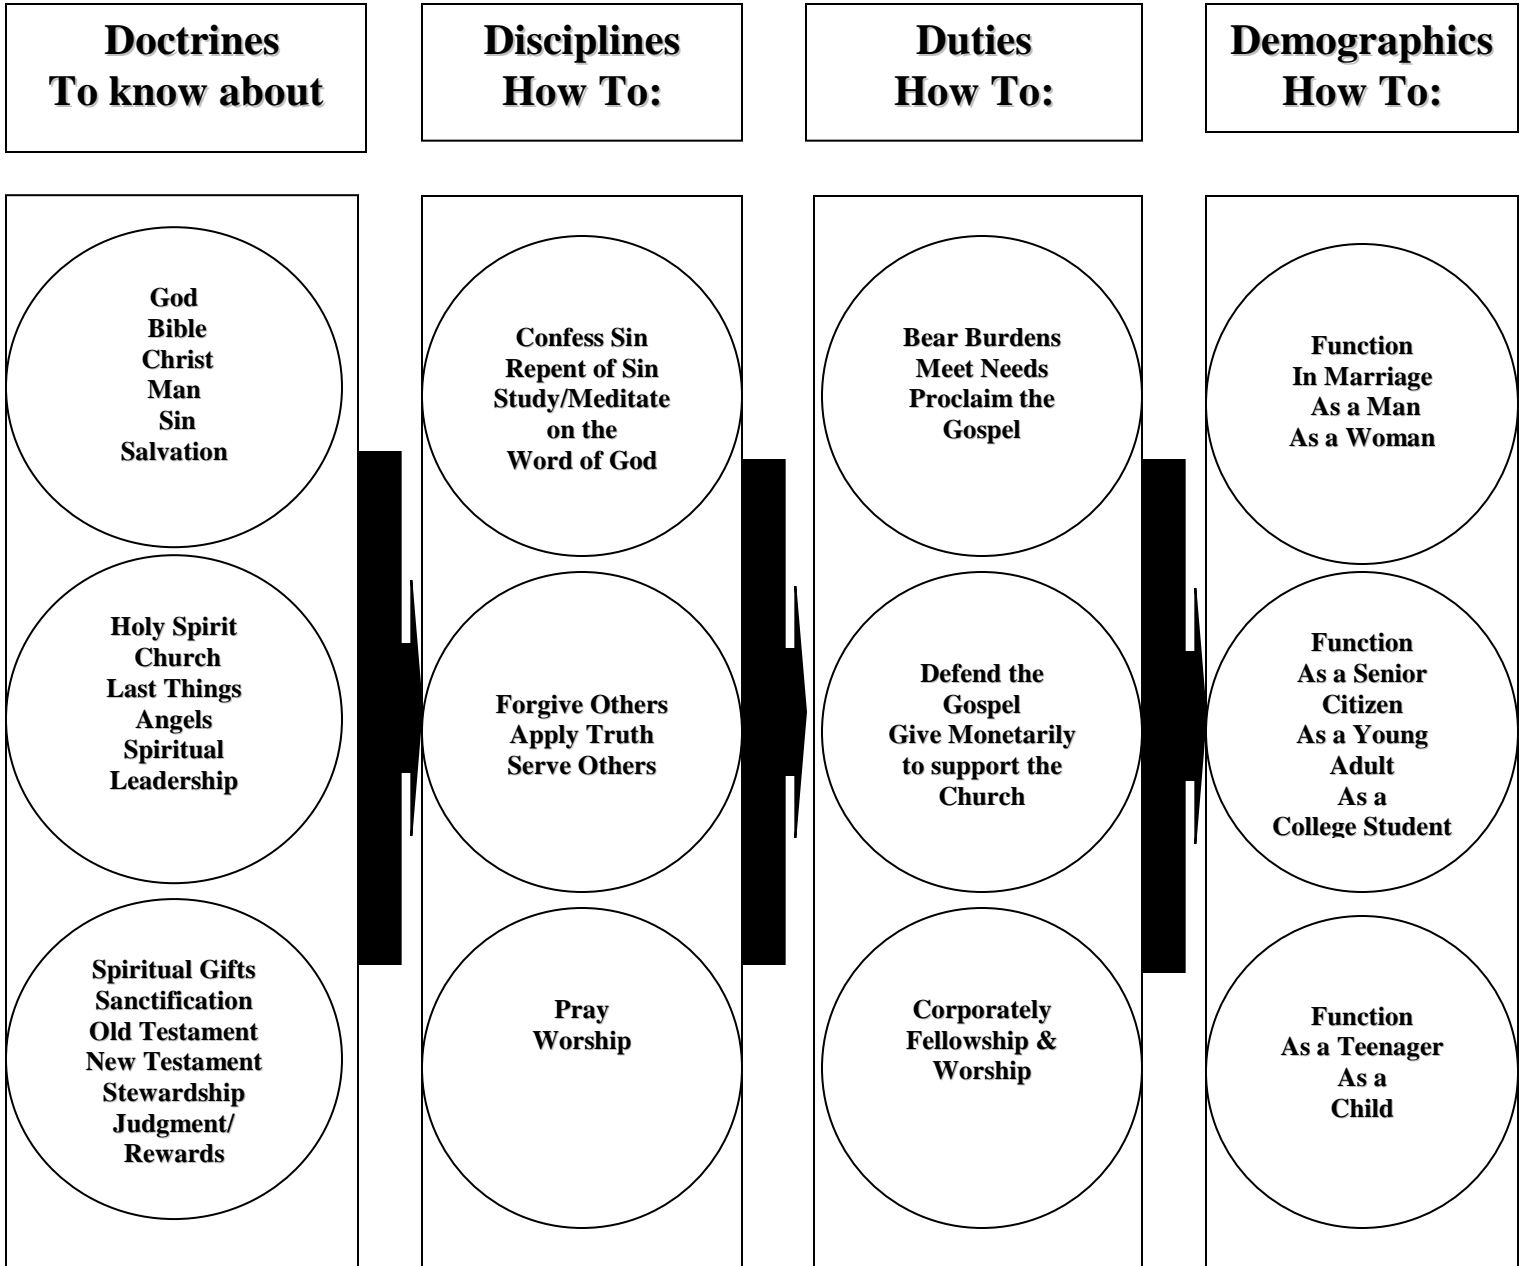 Doctrines
To know about
Disciplines
How To:
Duties
How To:
Demographics
How To:
God
Bible
Christ
Man
Sin
Salvation
Holy Spirit
Church
Last Things
Angels
Spiritual
Leadership
Spiritual Gifts
Sanctification
Old Testament
New Testament
Stewardship
Judgment/
Rewards
Confess Sin
Repent of Sin
Study/Meditate
on the
Word of God
Forgive Others
Apply Truth
Serve Others
Pray
Worship
Bear Burdens
Meet Needs
Proclaim the
Gospel
Defend the
Gospel
Give Monetarily
to support the
Church
Corporately
Fellowship &
Worship
Function
In Marriage
As a Man
As a Woman
Function
As a Senior
Citizen
As a Young
Adult
As a
College Student
Function
As a Teenager
As a
Child